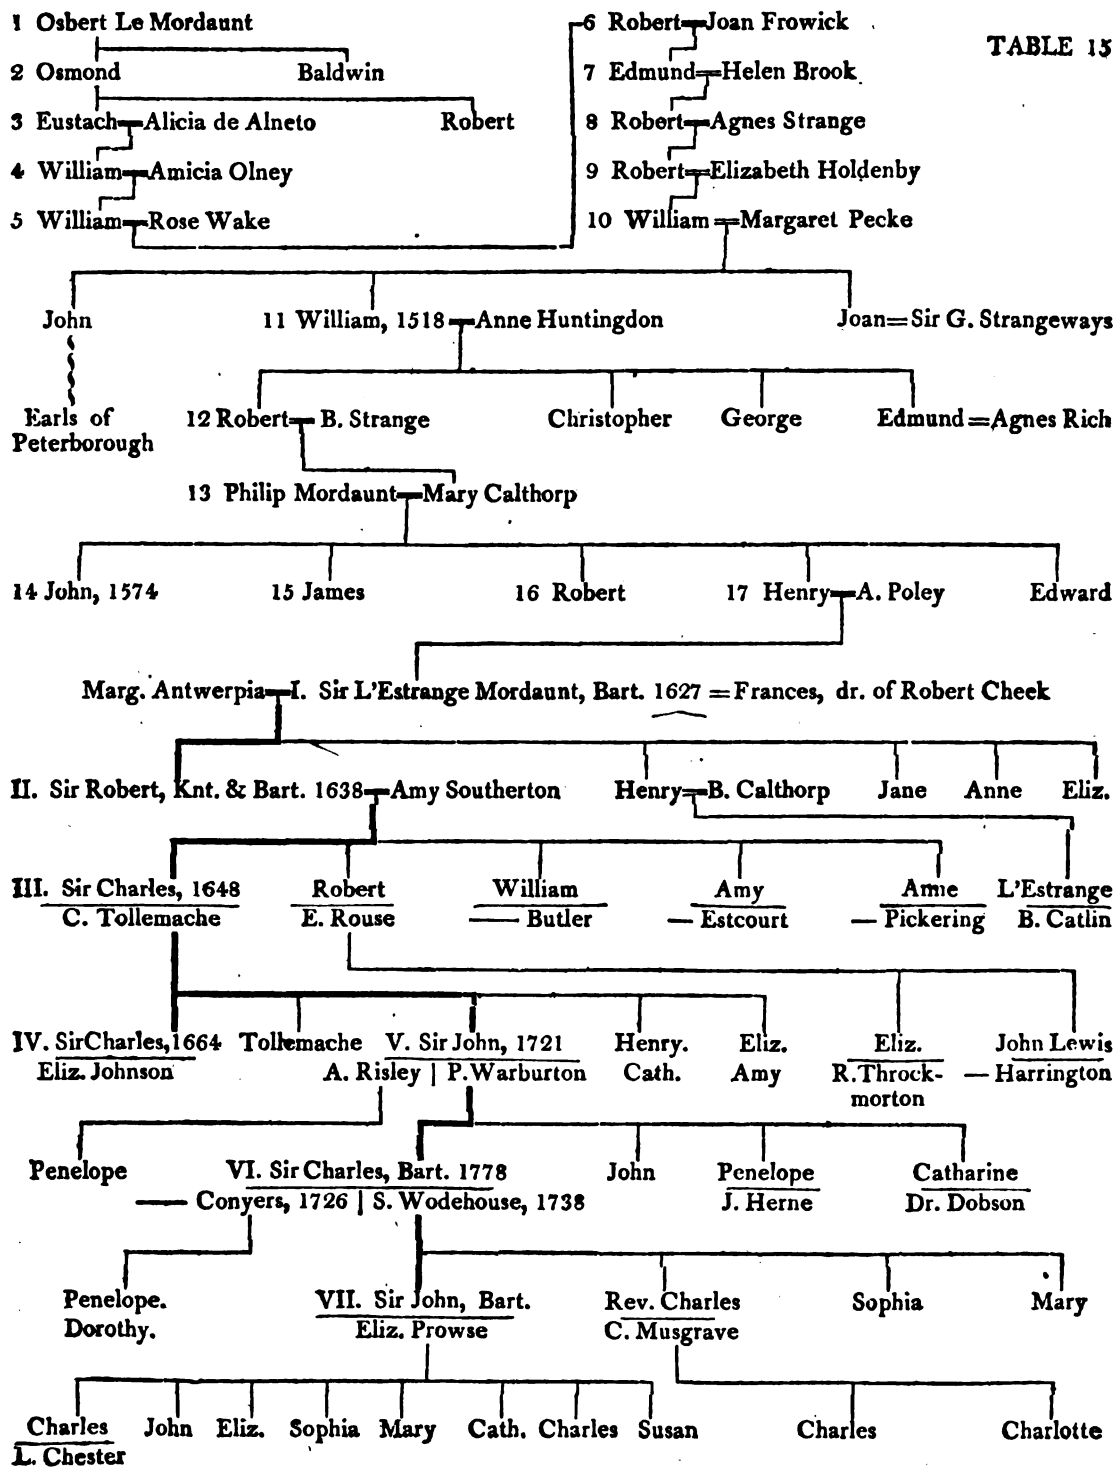 TABLE 15
1 Osbert Le Mordaunt
2 Osmond Baldwin
3 Eustach Alicia de Alneto Robert
4 William Amicia Olney
5 William Rose Wake
6 Robert Joan Frowick
7 Edmund Helen Brook
8 Robert Agnes Strange
9 Robert Elizabeth Holdenby
10 William Margaret Pecke
John 11 William, 1518 Anne Huntingdon Joan=Sir G. Strangeways
Earls of 12 Robert B. Strange Christopher George Edmund=Agnes Rich
Peterborough
13 Philip Mordaunt Mary Calthorp
14 John, 1574 15 James 16 Robert 17 Henry A. Poley Edward
Marg. Antwerpia I. Sir L'Estrange Mordaunt, Bart. 1627 = Frances, dr. of Robert Cheek
II. Sir Robert, Knt. & Bart. 1638 Amy Southerton Henry B. Calthorp Jane Anne Eliz.
III. Sir Charles, 1648 Robert William Amy Anne L'Estrange
C. Tollemache E. Rouse — Butler — Estcourt — Pickering B. Catlin
IV. Sir Charles, 1664 Tollemache V. Sir John, 1721 Henry. Eliz. Eliz. John Lewis
Eliz. Johnson A. Risley | P. Warburton Cath. Amy R. Throck- — Harrington
morton
Penelope VI. Sir Charles, Bart. 1778 John Penelope Catharine
— Conyers, 1726 | S. Wodehouse, 1738 J. Herne Dr. Dobson
Penelope. VII. Sir John, Bart. Rev. Charles Sophia Mary
Dorothy. Eliz. Prowse C. Musgrave
Charles John Eliz. Sophia Mary Cath. Charles Susan Charles Charlotte
L. Chester